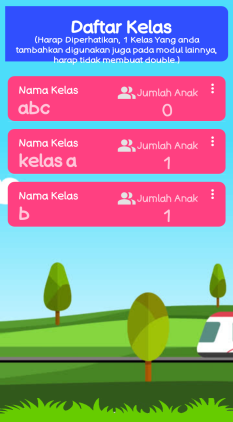 Daftar Kelas
(Harap Diperhatikan, 1 Kelas Yang anda
tambahkan digunakan juga pada modul lainnya,
harap tidak membuat double.)
Nama Kelas
Jumlah Anak
abc
0
Nama Kelas
Jumlah Anak
kelas a
1
Nama Kelas
Jumlah Anak
b
1